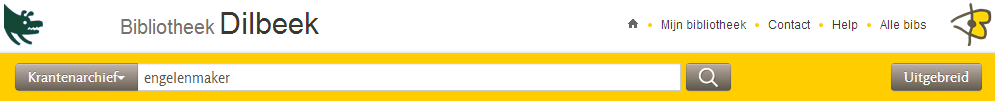 Bibliotheek Dilbeek
Mijn bibliotheek • Contact • Help • Alle bibs
Krantenarchief engelenmaker Uitgebreid